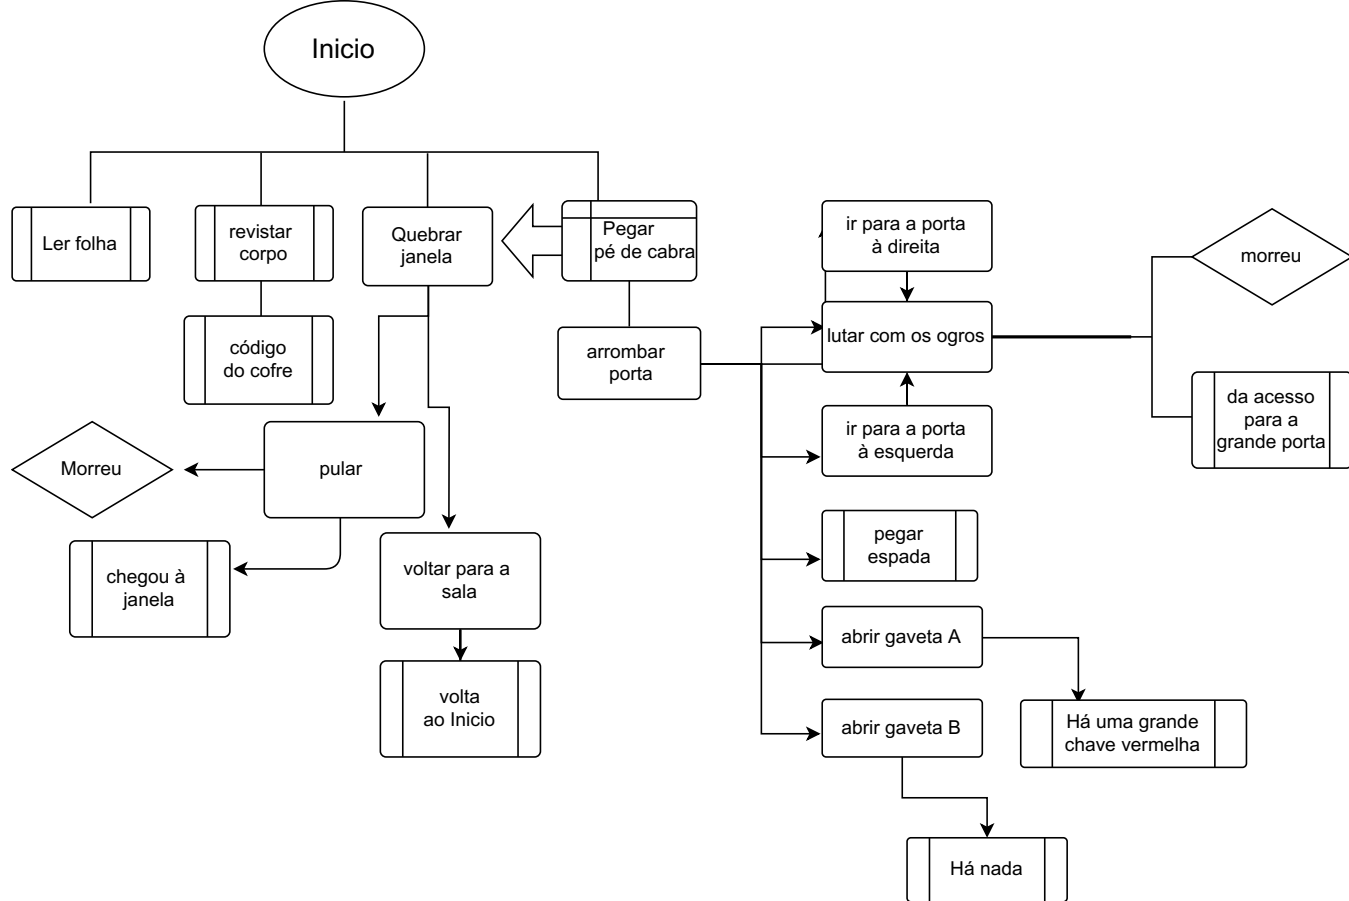 Inicio
Ler folha
revistar
corpo
Quebrar
janela
Pegar
pé de cabra
ir para a porta
à direita
morreu
código
do cofre
arrombar
porta
lutar com os ogros
da acesso
para a
grande porta
ir para a porta
à esquerda
Morreu
pular
pegar
espada
chegou à
janela
voltar para a
sala
abrir gaveta A
volta
ao Inicio
abrir gaveta B
Há uma grande
chave vermelha
Há nada